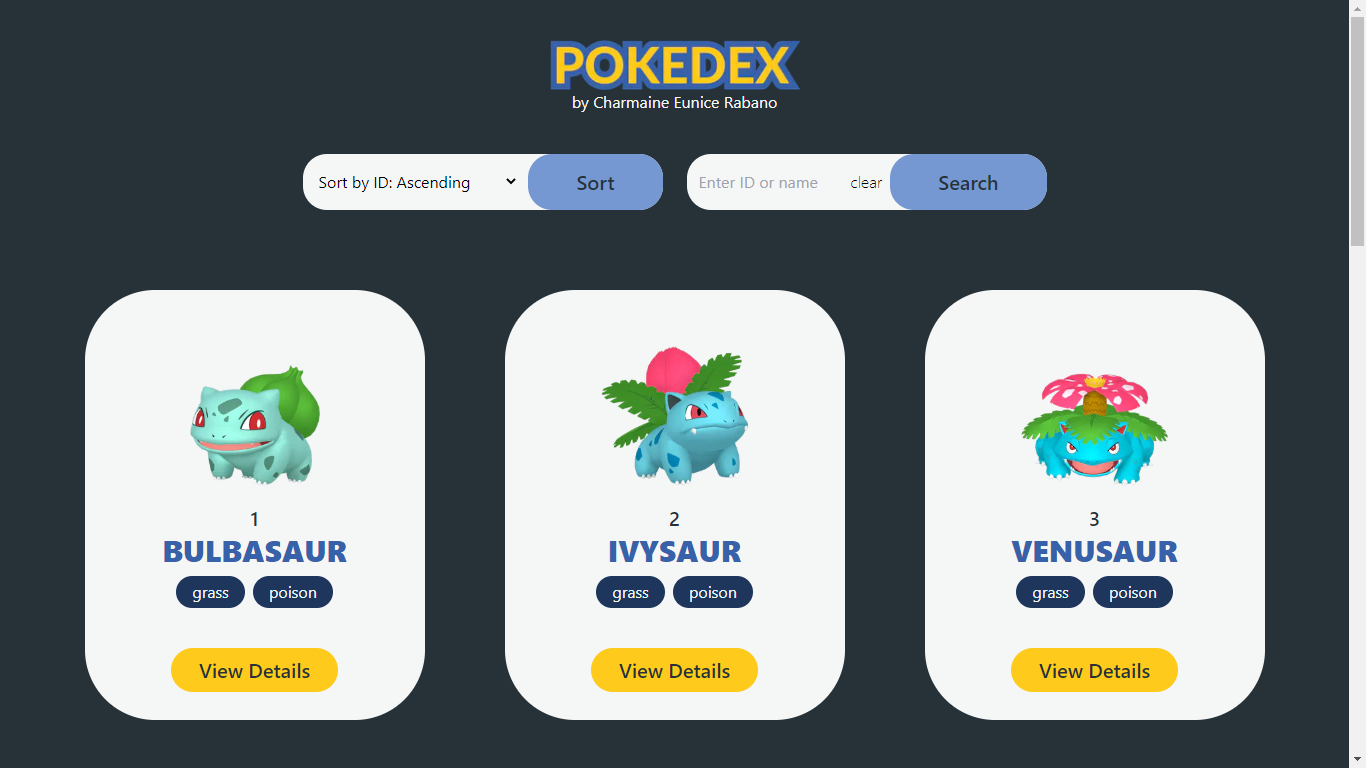 POKEDEX
by Charmaine Eunice Rabano
Sort by ID: Ascending Sort Enter ID or name clear Search
1 2 3
BULBASAUR IVYSAUR VENUSAUR
grass poison grass poison grass poison
View Details View Details View Details